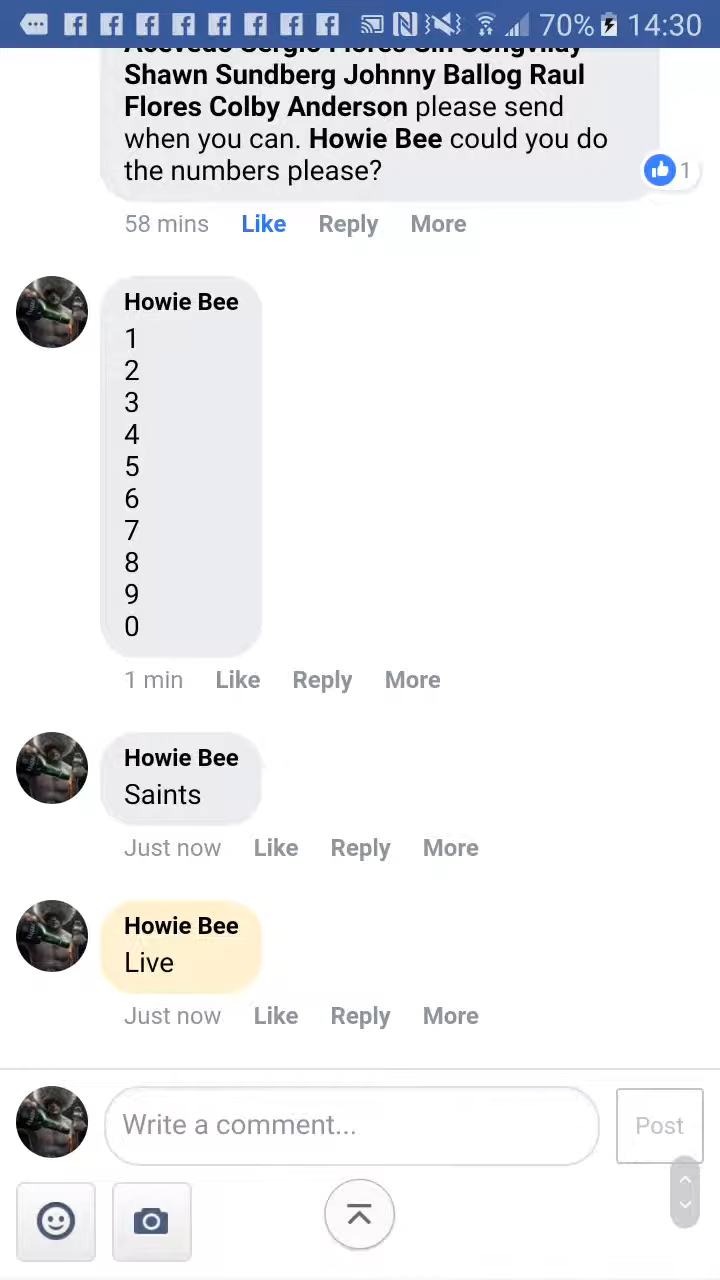 70% 14:30
Shawn Sundberg Johnny Ballog Raul
Flores Colby Anderson please send
when you can. Howie Bee could you do
the numbers please?
1
58 mins Like Reply More
Howie Bee
1
2
3
4
5
6
7
8
9
0
1 min Like Reply More
Howie Bee
Saints
Just now Like Reply More
Howie Bee
Live
Just now Like Reply More
Write a comment...
Post